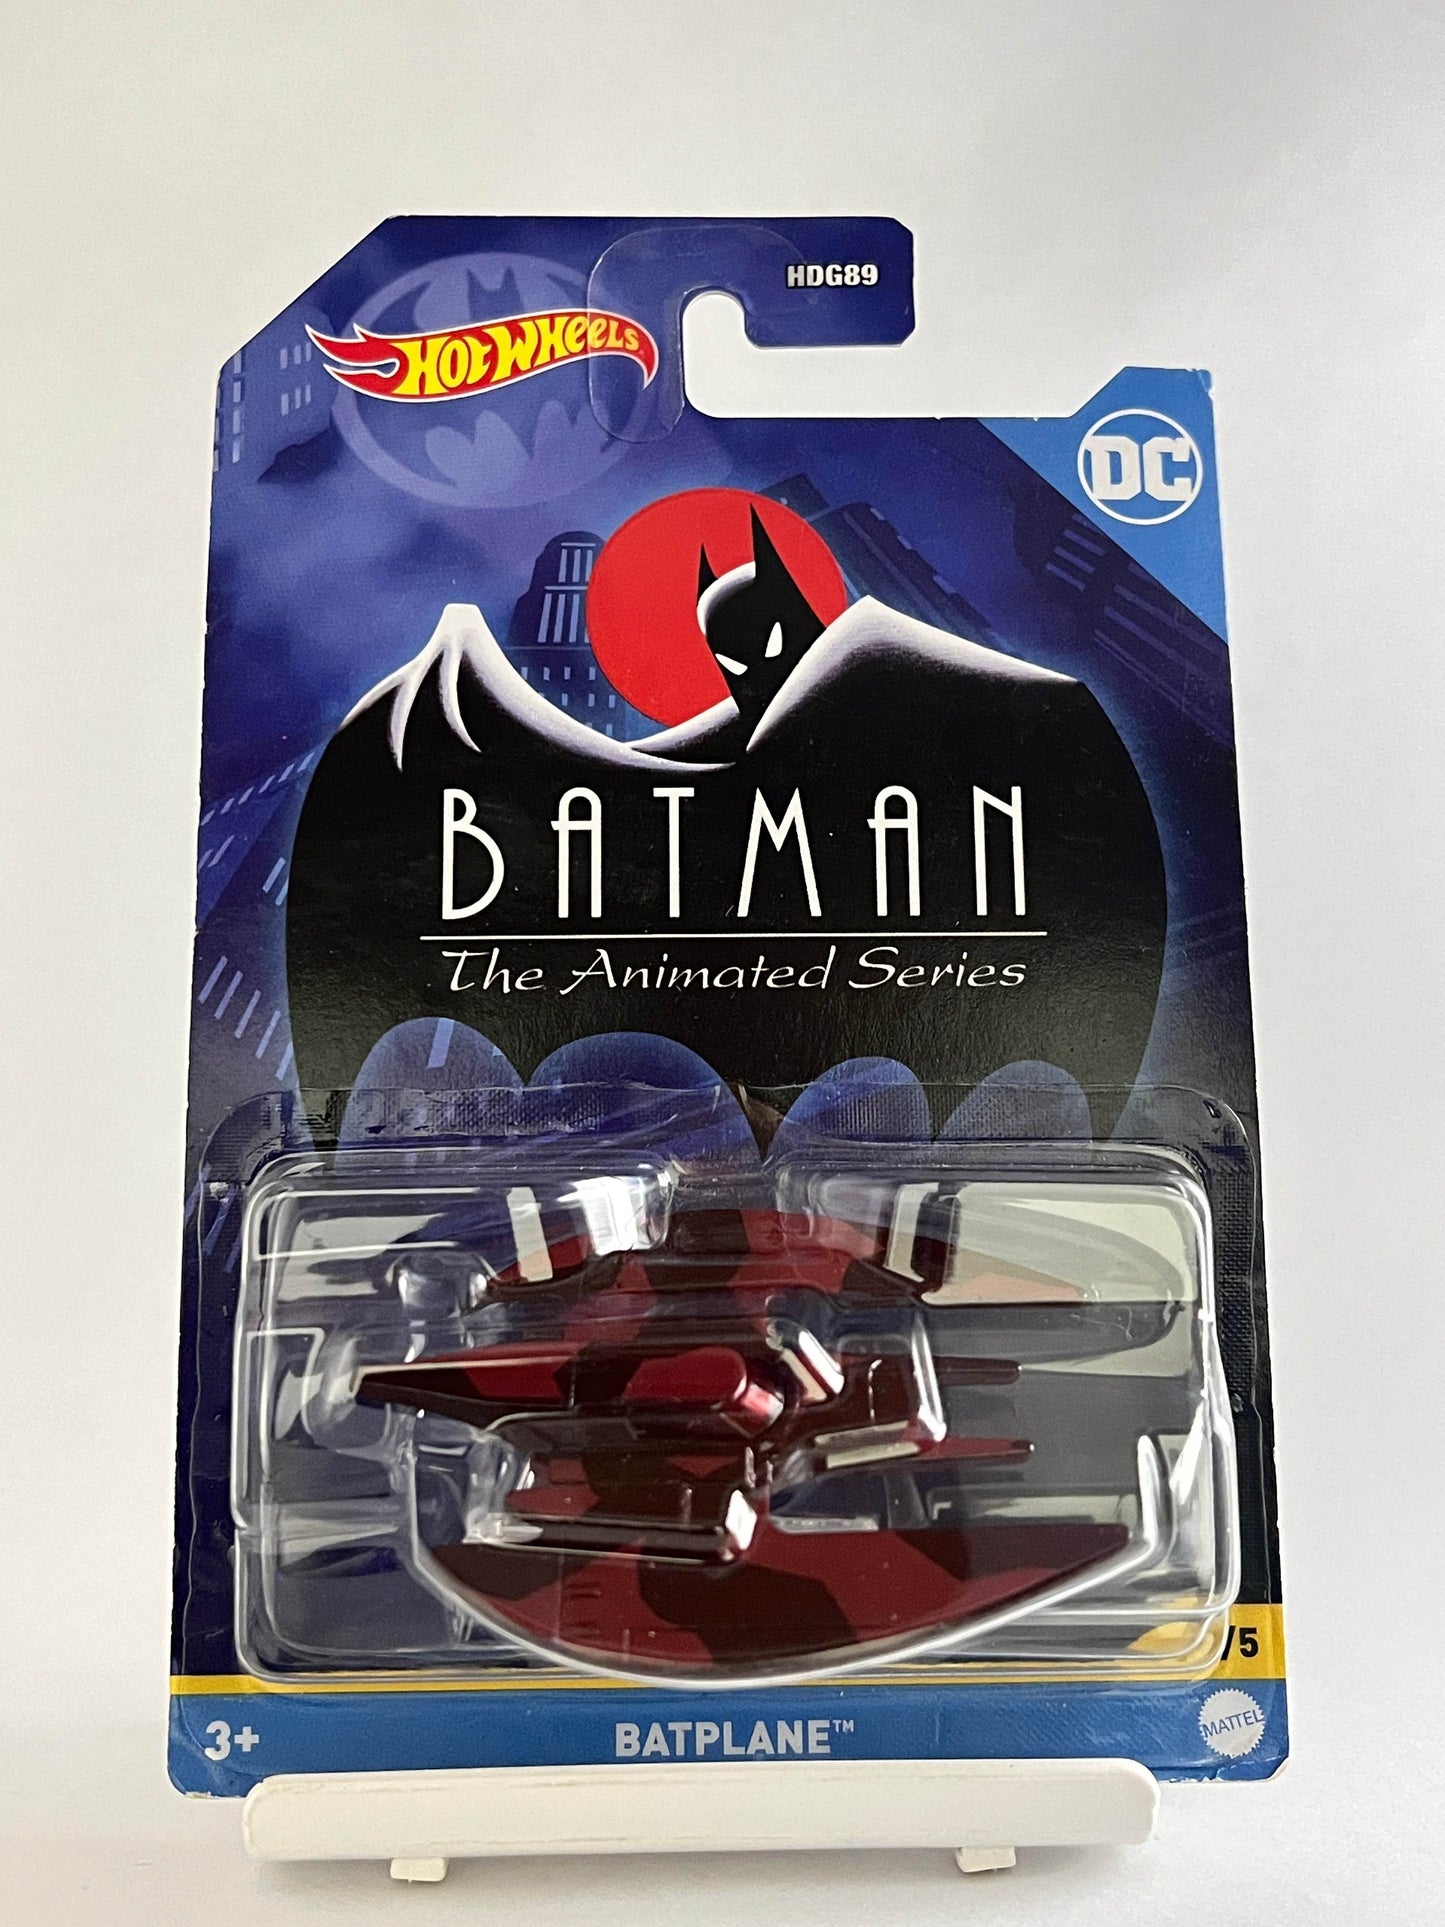 HDG89
HOT WHEELS
DC
BATMAN
The Animated Series
/5
3+
BATPLANE™
MATTEL